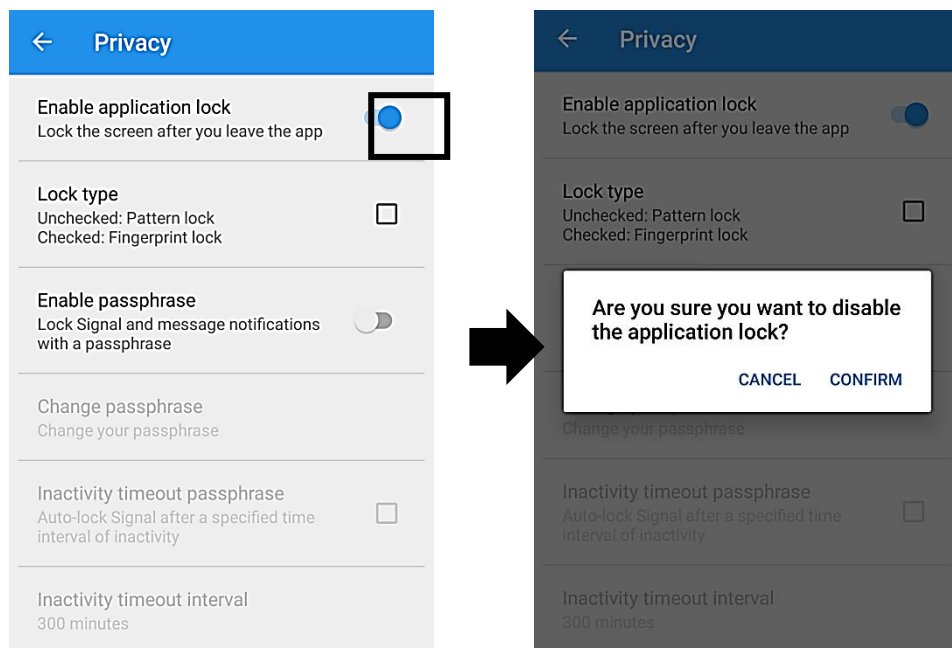 Privacy
Enable application lock
Lock the screen after you leave the app
Lock type
Unchecked: Pattern lock
Checked: Fingerprint lock
Enable passphrase
Lock Signal and message notifications
with a passphrase
Change passphrase
Change your passphrase
Inactivity timeout passphrase
Auto-lock Signal after a specified time
interval of inactivity
Inactivity timeout interval
300 minutes
Privacy
Enable application lock
Lock the screen after you leave the app
Lock type
Unchecked: Pattern lock
Checked: Fingerprint lock
Are you sure you want to disable
the application lock?
CANCEL CONFIRM
Change your passphrase
Inactivity timeout passphrase
Auto-lock Signal after a specified time
interval of inactivity
Inactivity timeout interval
300 minutes